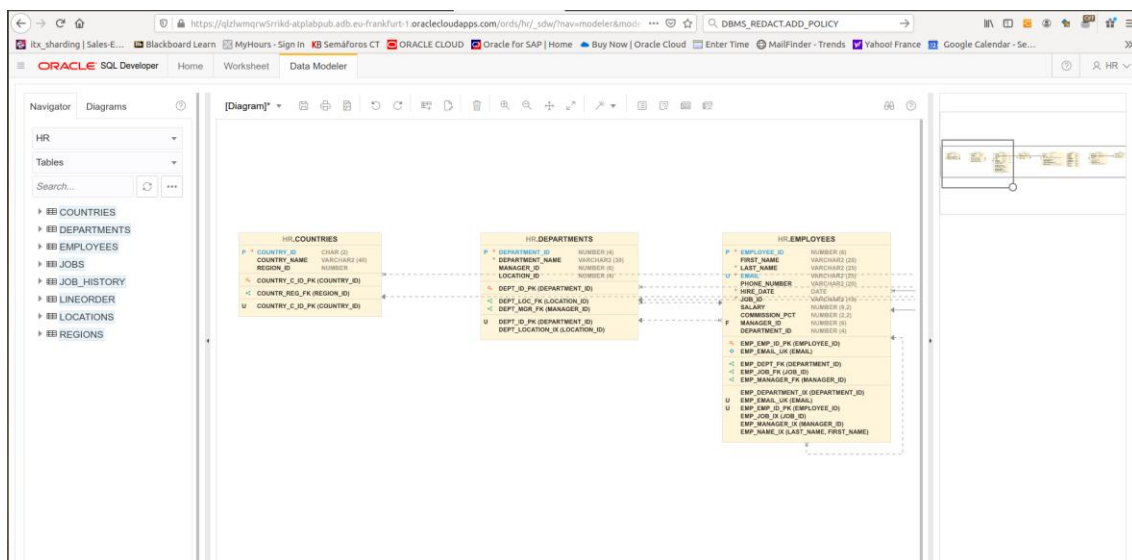 https://qlzlwmqrw5rrikd-atplabpub.adb.eu-frankfurt-1.oraclecloudapps.com/ords/hr/_sdw/?nav=modeler&mode
DBMS_REDACT.ADD_POLICY
itx_sharding | Sales-E... Blackboard Learn MyHours - Sign In KB Semáforos CT ORACLE CLOUD Oracle for SAP | Home Buy Now | Oracle Cloud Enter Time MailFinder - Trends Yahoo! France Google Calendar - Se...
ORACLE SQL Developer Home Worksheet Data Modeler HR
Navigator Diagrams
[Diagram]*
HR
Tables
Search...
COUNTRIES
DEPARTMENTS
EMPLOYEES
JOBS
JOB_HISTORY
LINEORDER
LOCATIONS
REGIONS
HR.COUNTRIES
P * COUNTRY_ID CHAR (2)
COUNTRY_NAME VARCHAR2 (40)
REGION_ID NUMBER
COUNTRY_C_ID_PK (COUNTRY_ID)
COUNTR_REG_FK (REGION_ID)
U COUNTRY_C_ID_PK (COUNTRY_ID)
HR.DEPARTMENTS
P * DEPARTMENT_ID NUMBER (4)
* DEPARTMENT_NAME VARCHAR2 (30)
MANAGER_ID NUMBER (6)
LOCATION_ID NUMBER (4)
DEPT_ID_PK (DEPARTMENT_ID)
DEPT_LOC_FK (LOCATION_ID)
DEPT_MGR_FK (MANAGER_ID)
U DEPT_ID_PK (DEPARTMENT_ID)
DEPT_LOCATION_IX (LOCATION_ID)
HR.EMPLOYEES
P * EMPLOYEE_ID NUMBER (6)
FIRST_NAME VARCHAR2 (20)
* LAST_NAME VARCHAR2 (25)
U * EMAIL VARCHAR2 (25)
PHONE_NUMBER VARCHAR2 (20)
* HIRE_DATE DATE
* JOB_ID VARCHAR2 (10)
SALARY NUMBER (8,2)
COMMISSION_PCT NUMBER (2,2)
F MANAGER_ID NUMBER (6)
DEPARTMENT_ID NUMBER (4)
EMP_EMP_ID_PK (EMPLOYEE_ID)
EMP_EMAIL_UK (EMAIL)
EMP_DEPT_FK (DEPARTMENT_ID)
EMP_JOB_FK (JOB_ID)
EMP_MANAGER_FK (MANAGER_ID)
EMP_DEPARTMENT_IX (DEPARTMENT_ID)
U EMP_EMAIL_UK (EMAIL)
U EMP_EMP_ID_PK (EMPLOYEE_ID)
EMP_JOB_IX (JOB_ID)
EMP_MANAGER_IX (MANAGER_ID)
EMP_NAME_IX (LAST_NAME, FIRST_NAME)